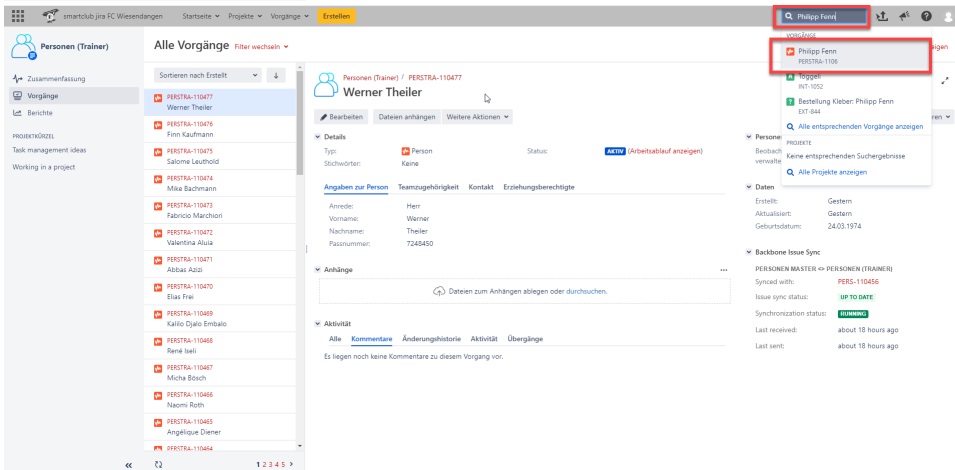 smartclub jira FC Wiesendangen Startseite Projekte Vorgänge Erstellen Philipp Fenn
Personen (Trainer)
Zusammenfassung
Vorgänge
Berichte
PROJEKTKÜRZEL
Task management ideas
Working in a project
Alle Vorgänge Filter wechseln
Sortieren nach Erstellt
PERSTRA-110477
Werner Theiler
PERSTRA-110476
Finn Kaufmann
PERSTRA-110475
Salome Leuthold
PERSTRA-110474
Mike Bachmann
PERSTRA-110473
Fabricio Marchiori
PERSTRA-110472
Valentina Aluia
PERSTRA-110471
Abbas Azizi
PERSTRA-110470
Elias Frei
PERSTRA-110469
Kalilo Djalo Embalo
PERSTRA-110468
René Iseli
PERSTRA-110467
Micha Bösch
PERSTRA-110466
Naomi Roth
PERSTRA-110465
Angélique Diener
PERSTRA-110464
1 2 3 4 5
Personen (Trainer) / PERSTRA-110477
Werner Theiler
Bearbeiten Dateien anhängen Weitere Aktionen
Details
Typ: Person Status: AKTIV (Arbeitsablauf anzeigen)
Stichwörter: Keine
Angaben zur Person Teamzugehörigkeit Kontakt Erziehungsberechtigte
Anrede: Herr
Vorname: Werner
Nachname: Theiler
Passnummer: 7248450
Anhänge
Dateien zum Anhängen ablegen oder durchsuchen.
Aktivität
Alle Kommentare Änderungshistorie Aktivität Übergänge
Es liegen noch keine Kommentare zu diesem Vorgang vor.
VORGÄNGE
Philipp Fenn
PERSTRA-1106
Toggeli
INT-1052
Bestellung Kleber: Philipp Fenn
EXT-844
Alle entsprechenden Vorgänge anzeigen
PROJEKTE
Keine entsprechenden Suchergebnisse
Alle Projekte anzeigen
Daten
Erstellt: Gestern
Aktualisiert: Gestern
Geburtsdatum: 24.03.1974
Backbone Issue Sync
PERSONEN MASTER <> PERSONEN (TRAINER)
Synced with: PERS-110456
Issue sync status: UP TO DATE
Synchronization status: RUNNING
Last received: about 18 hours ago
Last sent: about 18 hours ago